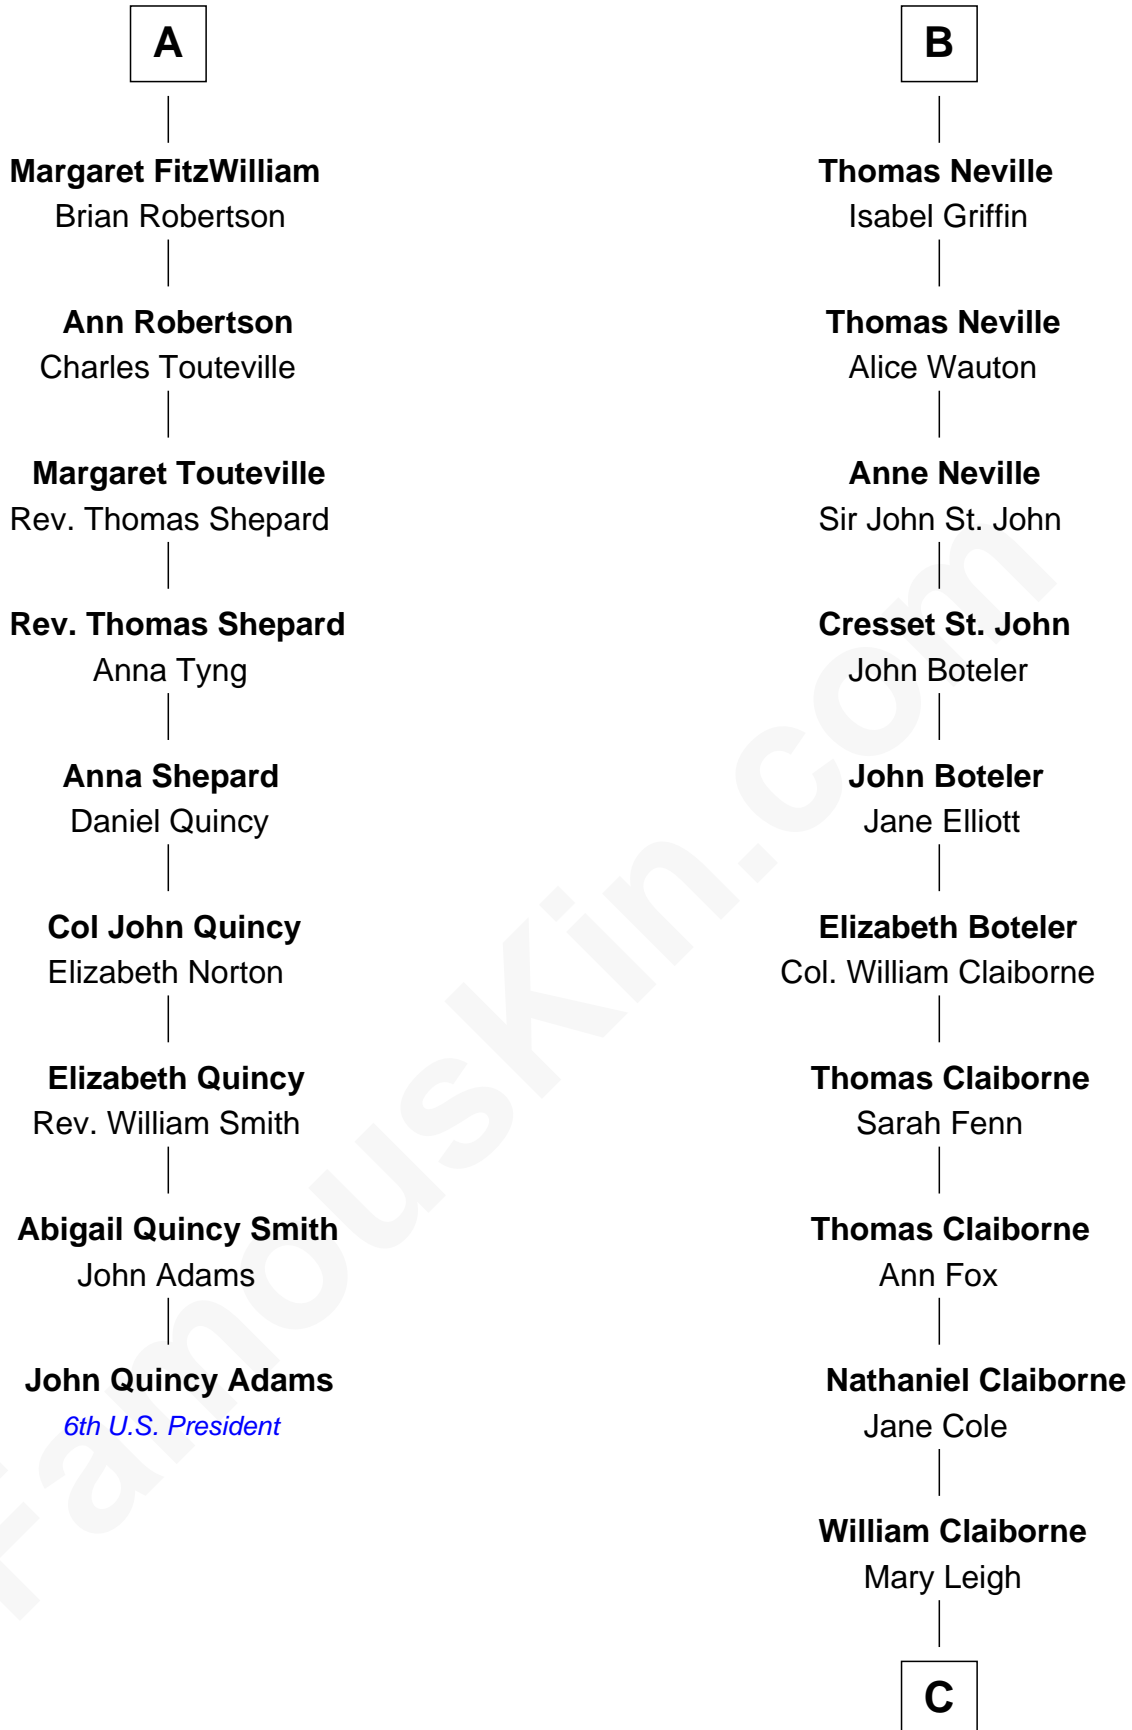 A
Margaret FitzWilliam
Brian Robertson
Ann Robertson
Charles Touteville
Margaret Touteville
Rev. Thomas Shepard
Rev. Thomas Shepard
Anna Tyng
Anna Shepard
Daniel Quincy
Col John Quincy
Elizabeth Norton
Elizabeth Quincy
Rev. William Smith
Abigail Quincy Smith
John Adams
John Quincy Adams
6th U.S. President
B
Thomas Neville
Isabel Griffin
Thomas Neville
Alice Wauton
Anne Neville
Sir John St. John
Cresset St. John
John Boteler
John Boteler
Jane Elliott
Elizabeth Boteler
Col. William Claiborne
Thomas Claiborne
Sarah Fenn
Thomas Claiborne
Ann Fox
Nathaniel Claiborne
Jane Cole
William Claiborne
Mary Leigh
C
FamousKin.com